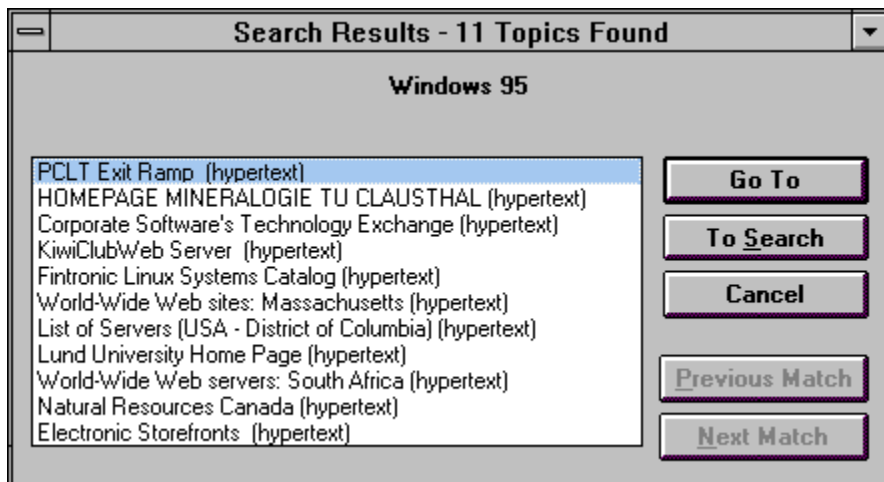 Search Results - 11 Topics Found
Windows 95
PCLT Exit Ramp (hypertext)
HOMEPAGE MINERALOGIE TU CLAUSTHAL (hypertext)
Corporate Software's Technology Exchange (hypertext)
KiwiClubWeb Server (hypertext)
Fintronic Linux Systems Catalog (hypertext)
World-Wide Web sites: Massachusetts (hypertext)
List of Servers (USA - District of Columbia) (hypertext)
Lund University Home Page (hypertext)
World-Wide Web servers: South Africa (hypertext)
Natural Resources Canada (hypertext)
Electronic Storefronts (hypertext)
Go To
To Search
Cancel
Previous Match
Next Match